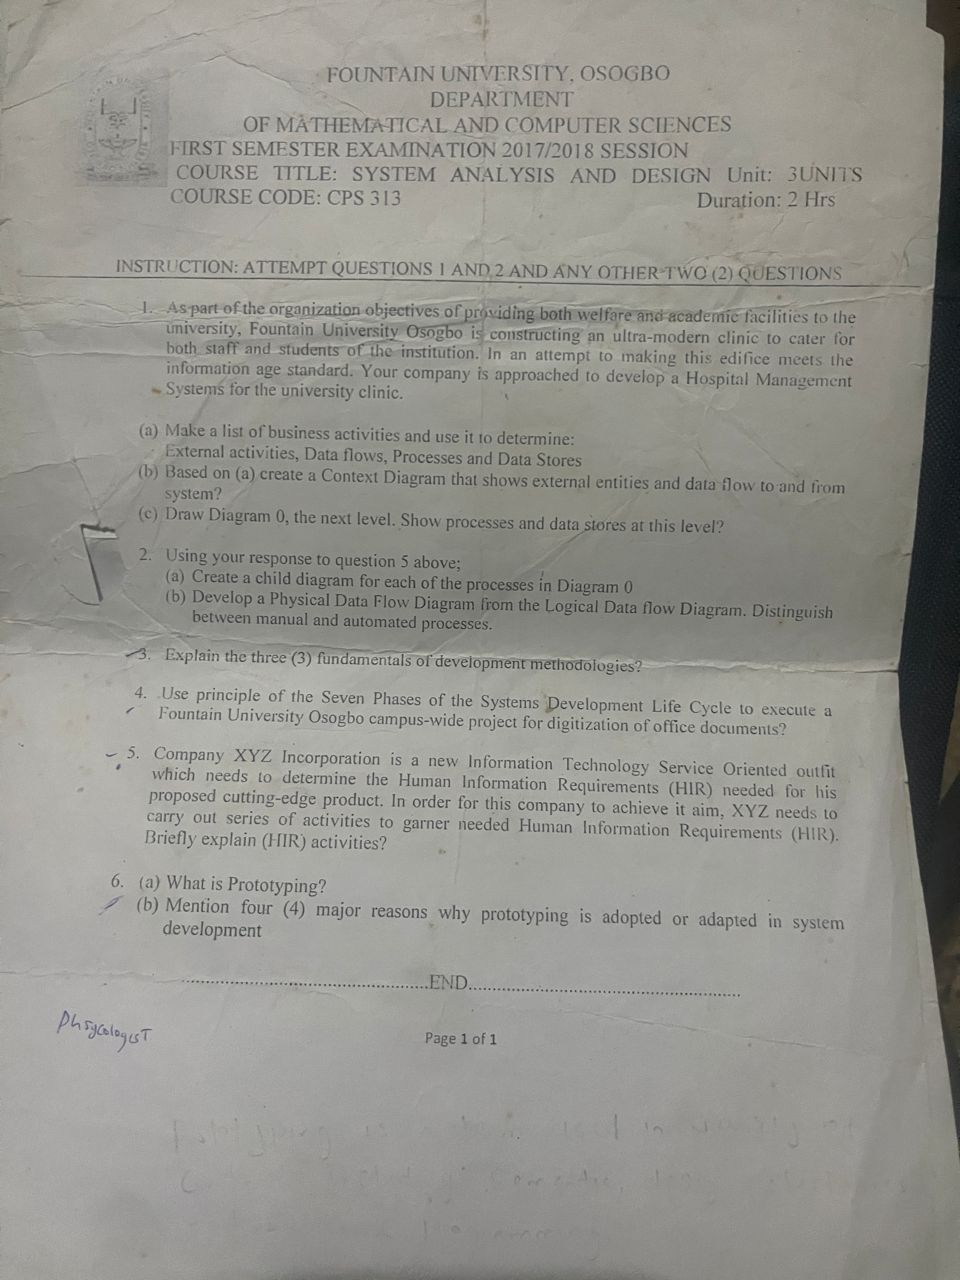 FOUNTAIN UNIVERSITY, OSOGBO
DEPARTMENT
OF MATHEMATICAL AND COMPUTER SCIENCES
FIRST SEMESTER EXAMINATION 2017/2018 SESSION
COURSE TITLE: SYSTEM ANALYSIS AND DESIGN Unit: 3UNITS
COURSE CODE: CPS 313 Duration: 2 Hrs
INSTRUCTION: ATTEMPT QUESTIONS 1 AND 2 AND ANY OTHER TWO (2) QUESTIONS
1. As part of the organization objectives of providing both welfare and academic facilities to the
university, Fountain University Osogbo is constructing an ultra-modern clinic to cater for
both staff and students of the institution. In an attempt to making this edifice meets the
information age standard. Your company is approached to develop a Hospital Management
Systems for the university clinic.
(a) Make a list of business activities and use it to determine:
External activities, Data flows, Processes and Data Stores
(b) Based on (a) create a Context Diagram that shows external entities and data flow to and from
system?
(c) Draw Diagram 0, the next level. Show processes and data stores at this level?
2. Using your response to question 5 above;
(a) Create a child diagram for each of the processes in Diagram 0
(b) Develop a Physical Data Flow Diagram from the Logical Data flow Diagram. Distinguish
between manual and automated processes.
3. Explain the three (3) fundamentals of development methodologies?
4. Use principle of the Seven Phases of the Systems Development Life Cycle to execute a
Fountain University Osogbo campus-wide project for digitization of office documents?
5. Company XYZ Incorporation is a new Information Technology Service Oriented outfit
which needs to determine the Human Information Requirements (HIR) needed for his
proposed cutting-edge product. In order for this company to achieve it aim, XYZ needs to
carry out series of activities to garner needed Human Information Requirements (HIR).
Briefly explain (HIR) activities?
6. (a) What is Prototyping?
(b) Mention four (4) major reasons why prototyping is adopted or adapted in system
development
....................................................END..........................................................
Phsycologist
Page 1 of 1